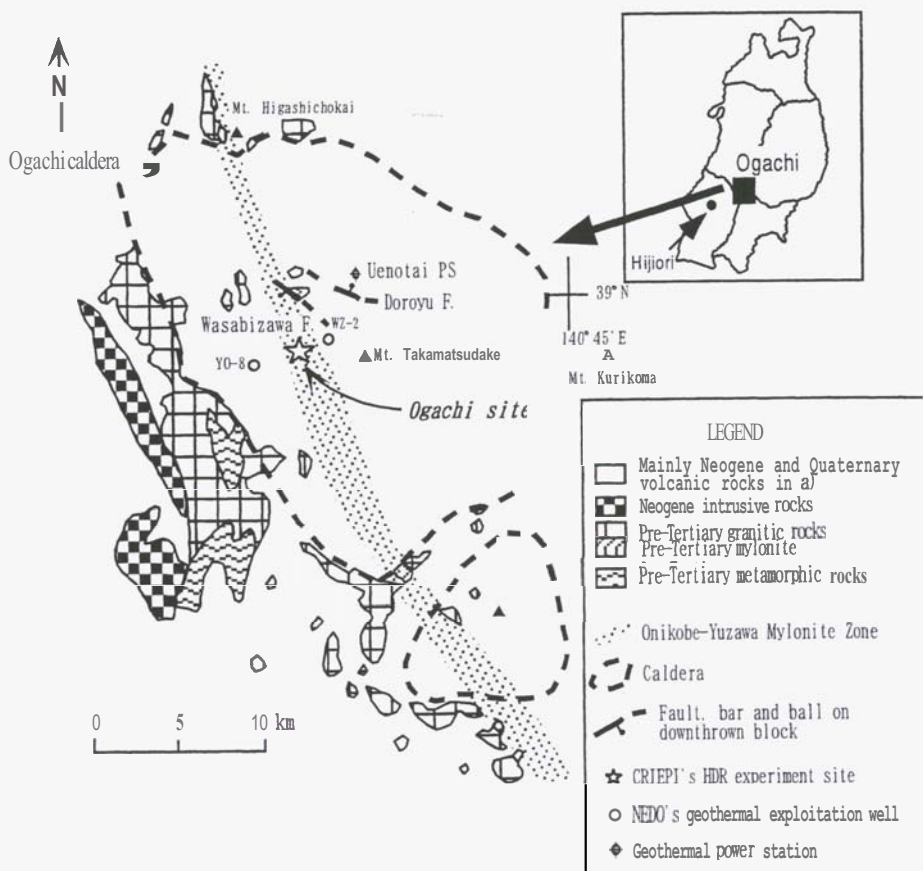 N
Ogachi caldera
Mt. Higashichokai
Ogachi
Hijiori
Uenotai PS
Doroyu F.
39° N
Wasabizawa F.
WZ-2
140° 45' E
A
YO-8
Mt. Takamatsudake
Mt. Kurikoma
Ogachi site
LEGEND
Mainly Neogene and Quaternary
volcanic rocks in a)
Neogene intrusive rocks
Pre-Tertiary granitic rocks
Pre-Tertiary mylonite
Pre-Tertiary metamorphic rocks
Onikobe-Yuzawa Mylonite Zone
Caldera
Fault. bar and ball on
downthrown block
CRIEPI's HDR experiment site
NEDO's geothermal exploitation well
Geothermal power station
0 5 10 km